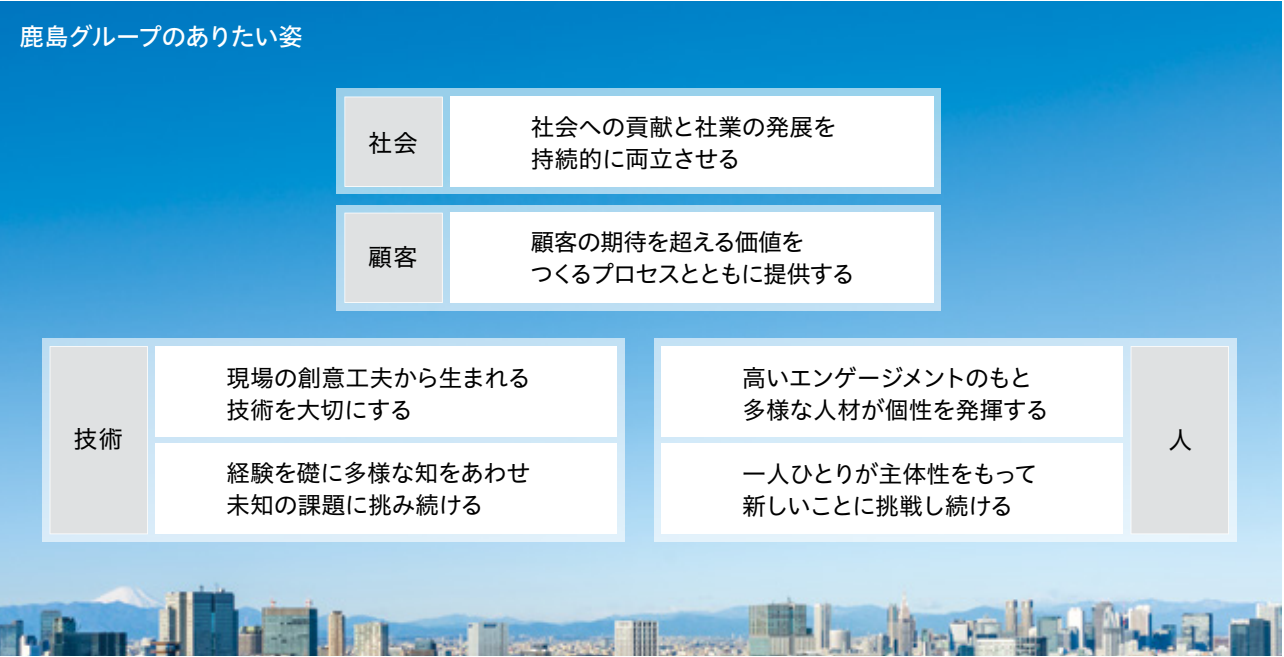 鹿島グループのありたい姿
社会
社会への貢献と社業の発展を
持続的に両立させる
顧客
顧客の期待を超える価値を
つくるプロセスとともに提供する
技術
現場の創意工夫から生まれる
技術を大切にする
経験を礎に多様な知をあわせ
未知の課題に挑み続ける
高いエンゲージメントのもと
多様な人材が個性を発揮する
一人ひとりが主体性をもって
新しいことに挑戦し続ける
人